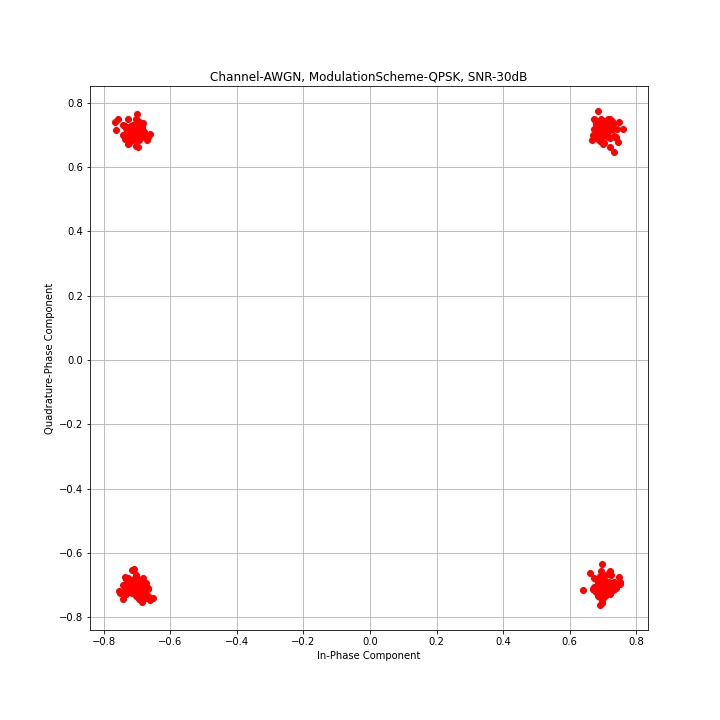 Channel-AWGN, ModulationScheme-QPSK, SNR-30dB
0.8
0.6
0.4
0.2
0.0
−0.2
−0.4
−0.6
−0.8
Quadrature-Phase Component
−0.8 −0.6 −0.4 −0.2 0.0 0.2 0.4 0.6 0.8
In-Phase Component